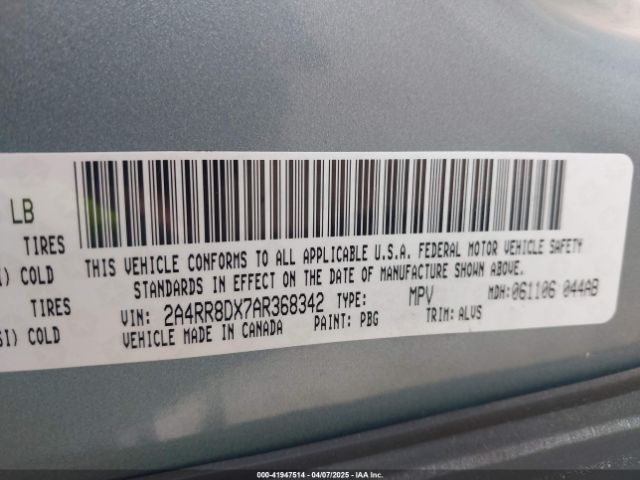 LB
TIRES
I) COLD
TIRES
SI) COLD
THIS VEHICLE CONFORMS TO ALL APPLICABLE U.S.A. FEDERAL MOTOR VEHICLE SAFETY
STANDARDS IN EFFECT ON THE DATE OF MANUFACTURE SHOWN ABOVE.
VIN: 2A4RR8DX7AR368342 TYPE: MPV MDH:061106 044AB
VEHICLE MADE IN CANADA PAINT: PBG TRIM: ALVS
000-41947514 - 04/07/2025 - IAA Inc.